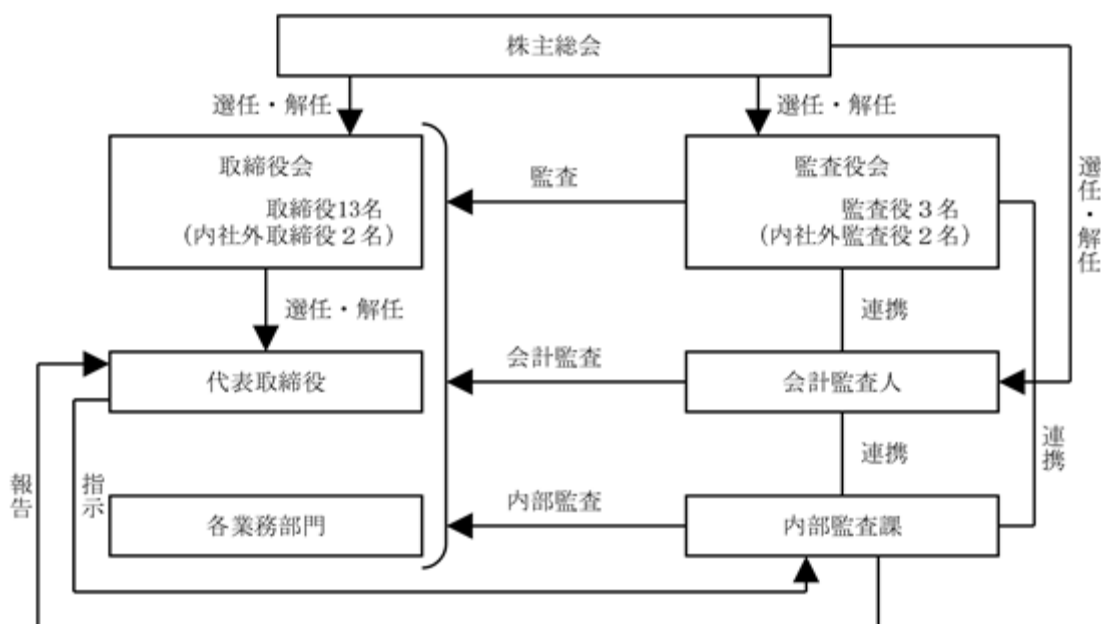 株主総会
選任・解任
選任・解任
選任・解任
取締役会
取締役13名
（内社外取締役２名）
監査
監査役会
監査役３名
（内社外監査役２名）
選任・解任
連携
代表取締役
会計監査
会計監査人
報告
指示
連携
連携
各業務部門
内部監査
内部監査課